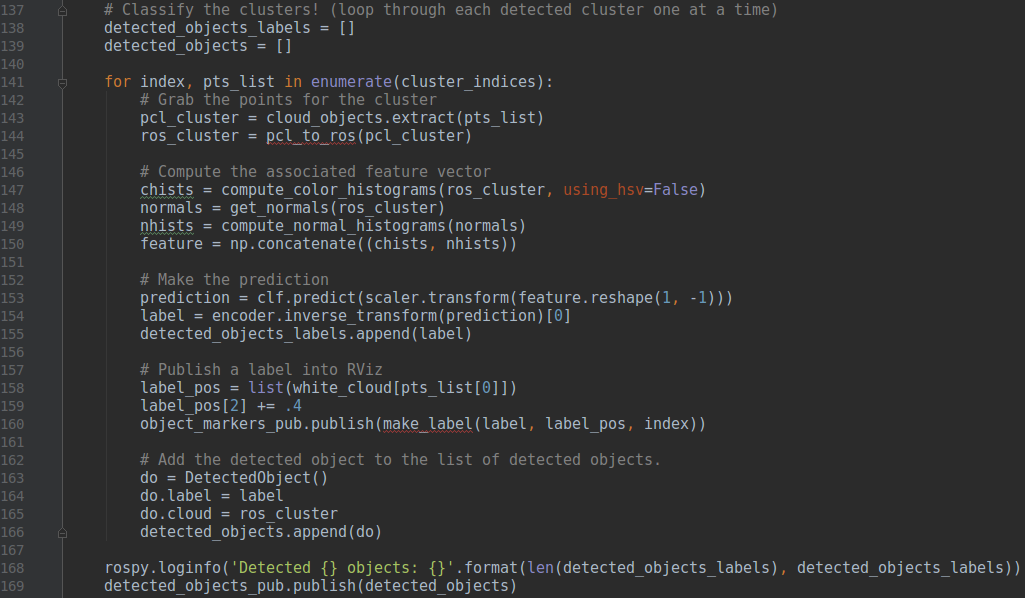 137 # Classify the clusters! (loop through each detected cluster one at a time)
138 detected_objects_labels = []
139 detected_objects = []
140
141 for index, pts_list in enumerate(cluster_indices):
142 # Grab the points for the cluster
143 pcl_cluster = cloud_objects.extract(pts_list)
144 ros_cluster = pcl_to_ros(pcl_cluster)
145
146 # Compute the associated feature vector
147 chists = compute_color_histograms(ros_cluster, using_hsv=False)
148 normals = get_normals(ros_cluster)
149 nhists = compute_normal_histograms(normals)
150 feature = np.concatenate((chists, nhists))
151
152 # Make the prediction
153 prediction = clf.predict(scaler.transform(feature.reshape(1, -1)))
154 label = encoder.inverse_transform(prediction)[0]
155 detected_objects_labels.append(label)
156
157 # Publish a label into RViz
158 label_pos = list(white_cloud[pts_list[0]])
159 label_pos[2] += .4
160 object_markers_pub.publish(make_label(label, label_pos, index))
161
162 # Add the detected object to the list of detected objects.
163 do = DetectedObject()
164 do.label = label
165 do.cloud = ros_cluster
166 detected_objects.append(do)
167
168 rospy.loginfo('Detected {} objects: {}'.format(len(detected_objects_labels), detected_objects_labels))
169 detected_objects_pub.publish(detected_objects)